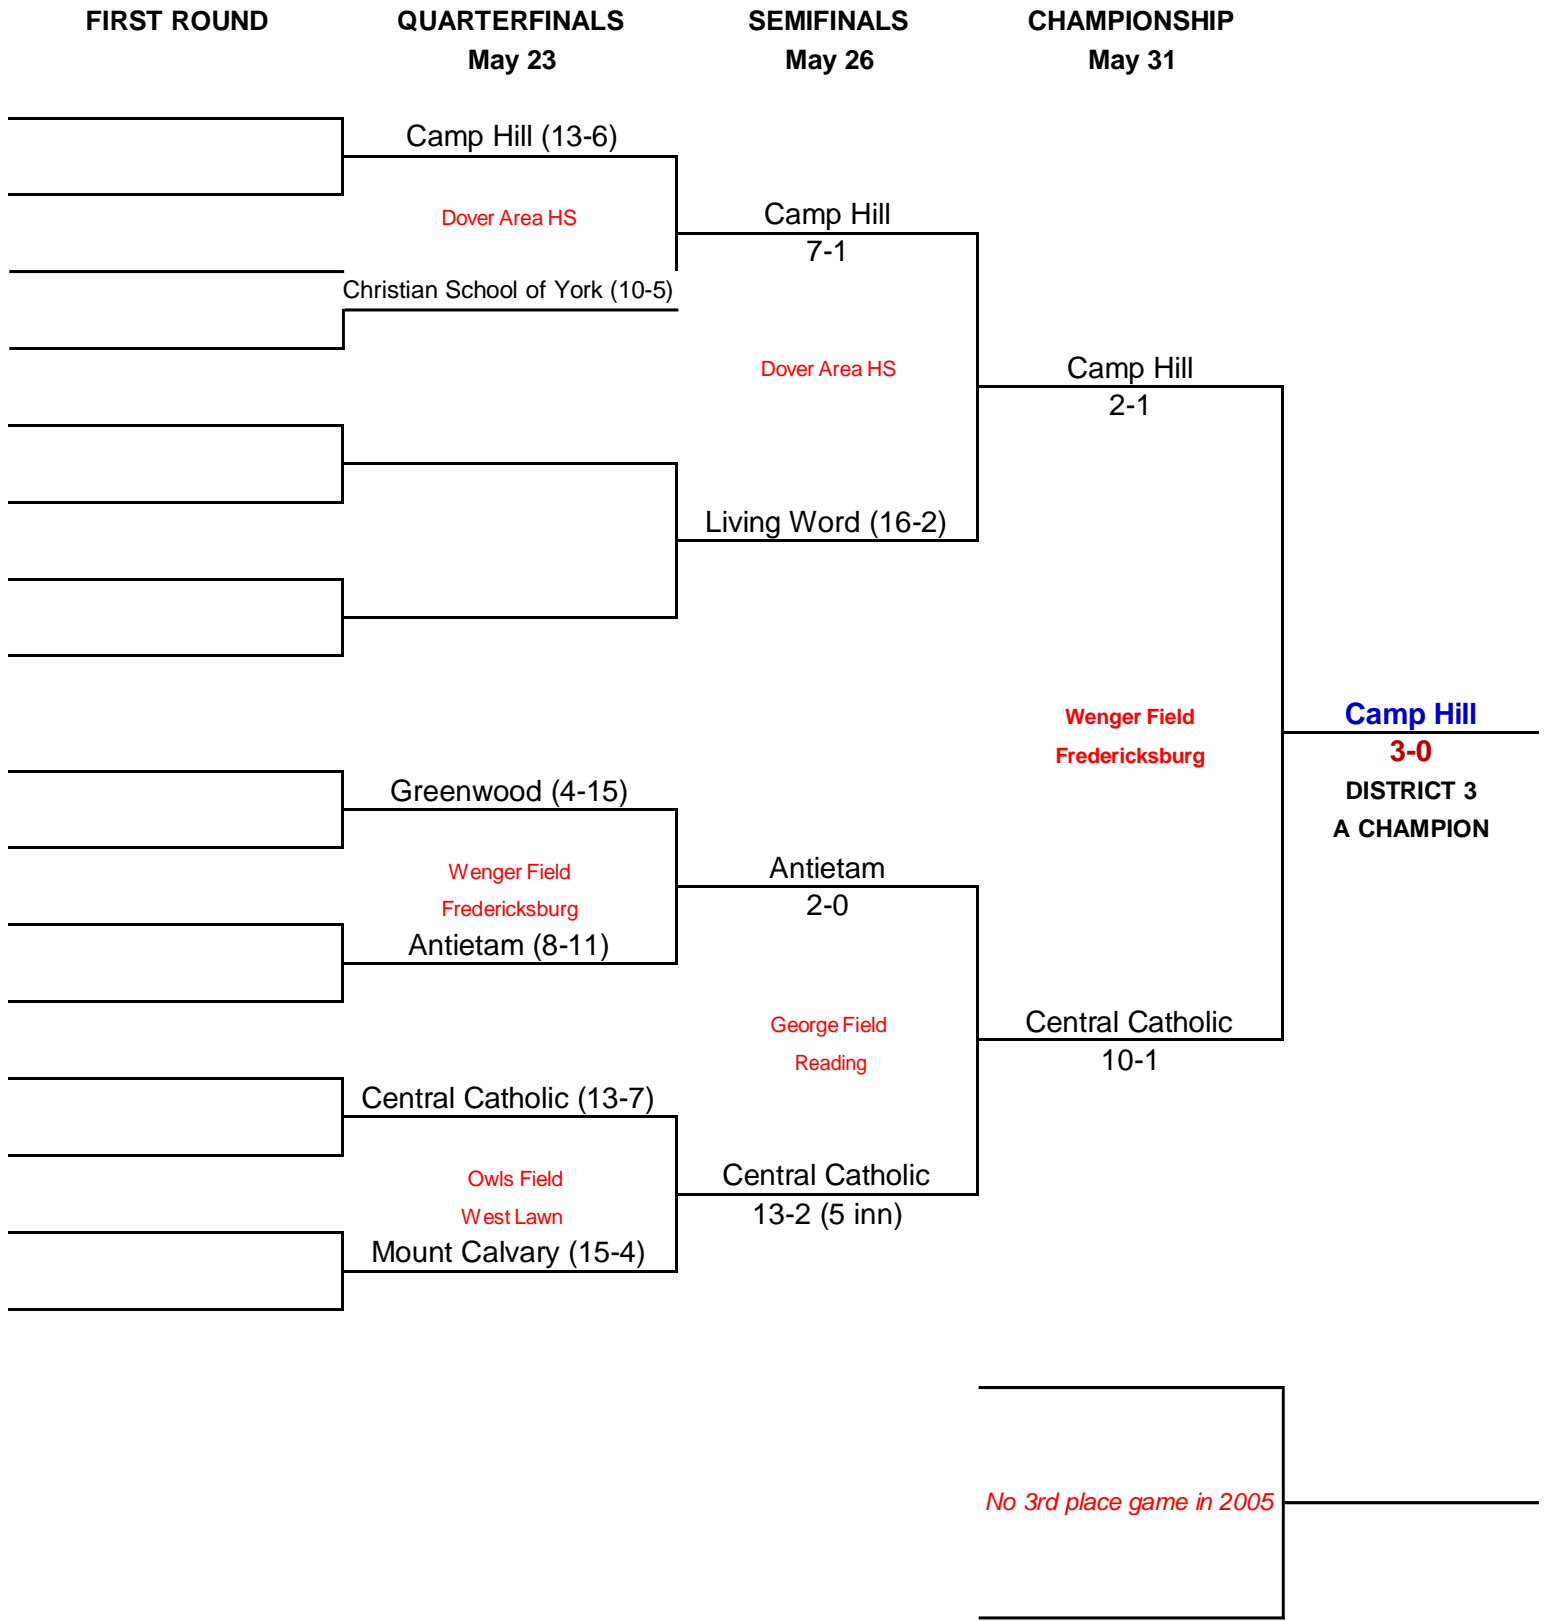 FIRST ROUND
QUARTERFINALS
SEMIFINALS
CHAMPIONSHIP
May 23
May 26
May 31
Camp Hill (13-6)
Dover Area HS
Camp Hill
7-1
Christian School of York (10-5)
Dover Area HS
Camp Hill
2-1
Living Word (16-2)
Wenger Field
Fredericksburg
Camp Hill
3-0
DISTRICT 3
A CHAMPION
Greenwood (4-15)
Wenger Field
Fredericksburg
Antietam
2-0
Antietam (8-11)
George Field
Reading
Central Catholic
10-1
Central Catholic (13-7)
Owls Field
West Lawn
Central Catholic
13-2 (5 inn)
Mount Calvary (15-4)
No 3rd place game in 2005